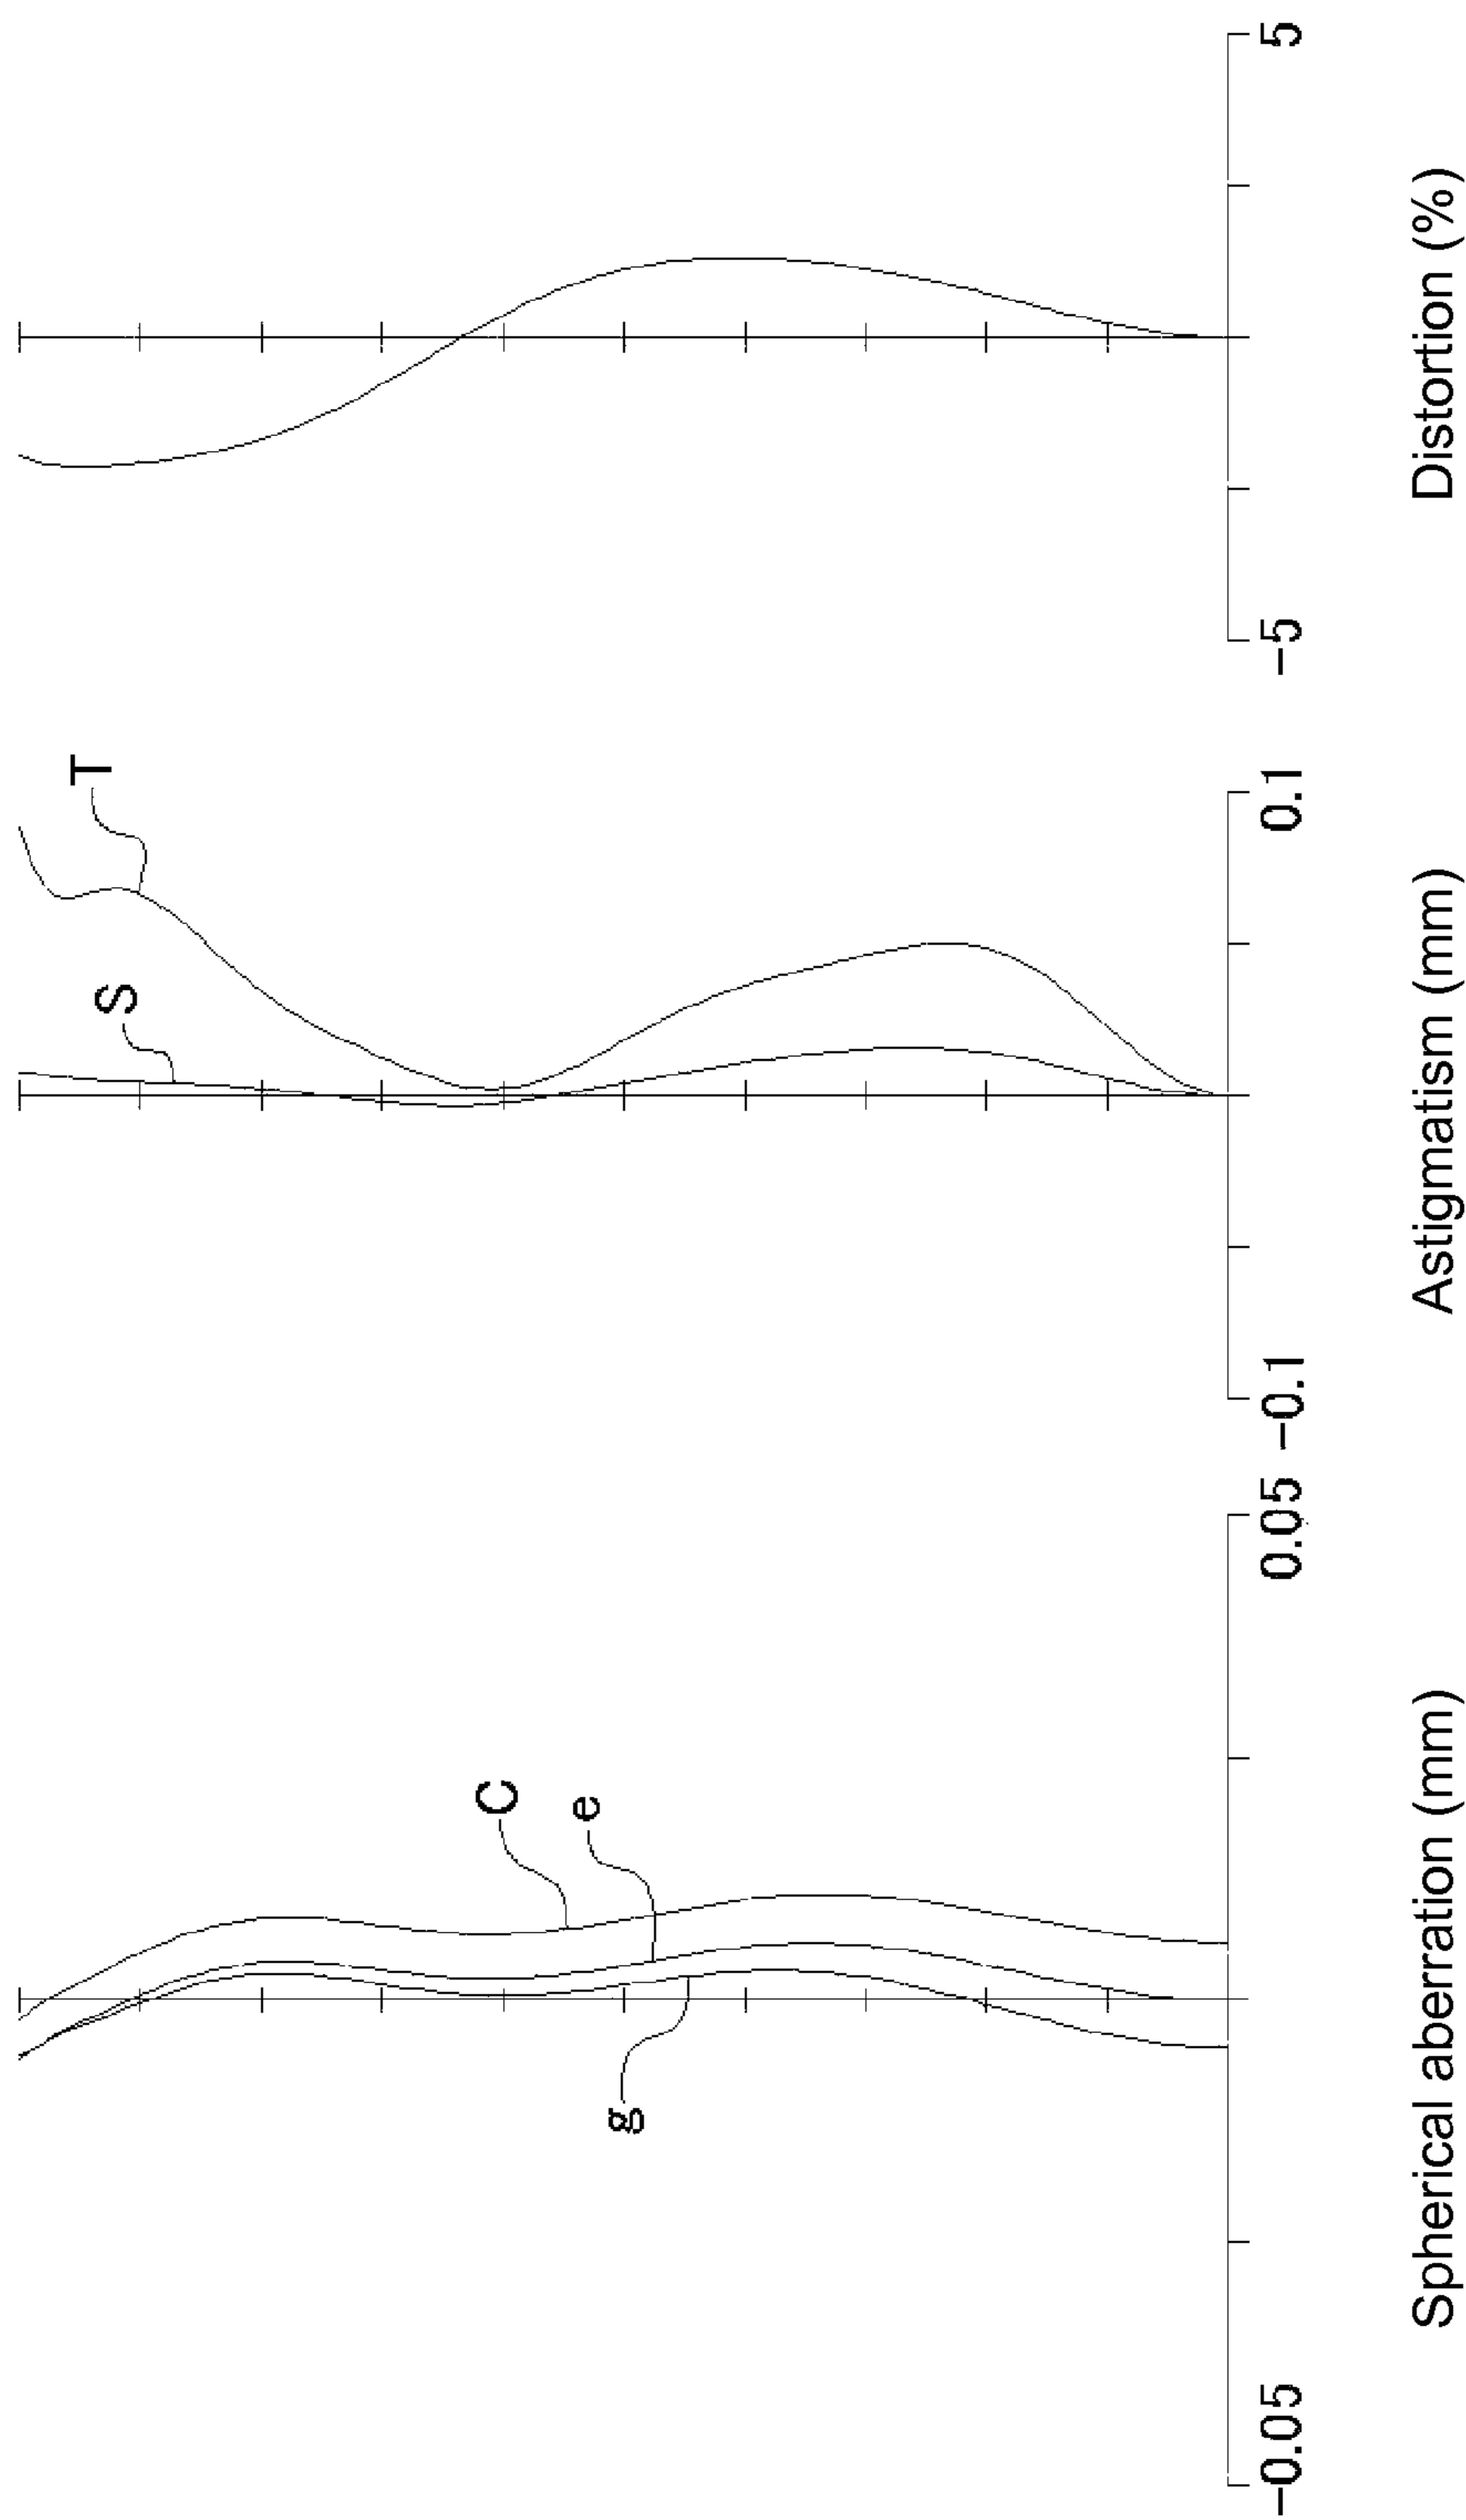 C
e
g
-0.05
0.05
Spherical aberration (mm)
S
T
-0.1
0.1
Astigmatism (mm)
-5
5
Distortion (%)